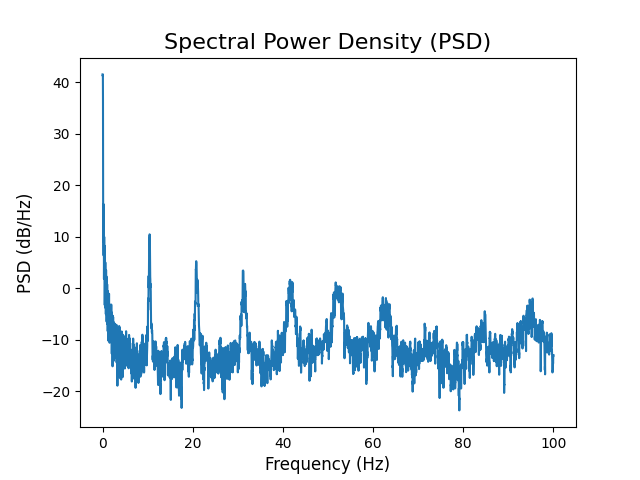 Spectral Power Density (PSD)
40
30
20
10
0
−10
−20
PSD (dB/Hz)
0 20 40 60 80 100
Frequency (Hz)